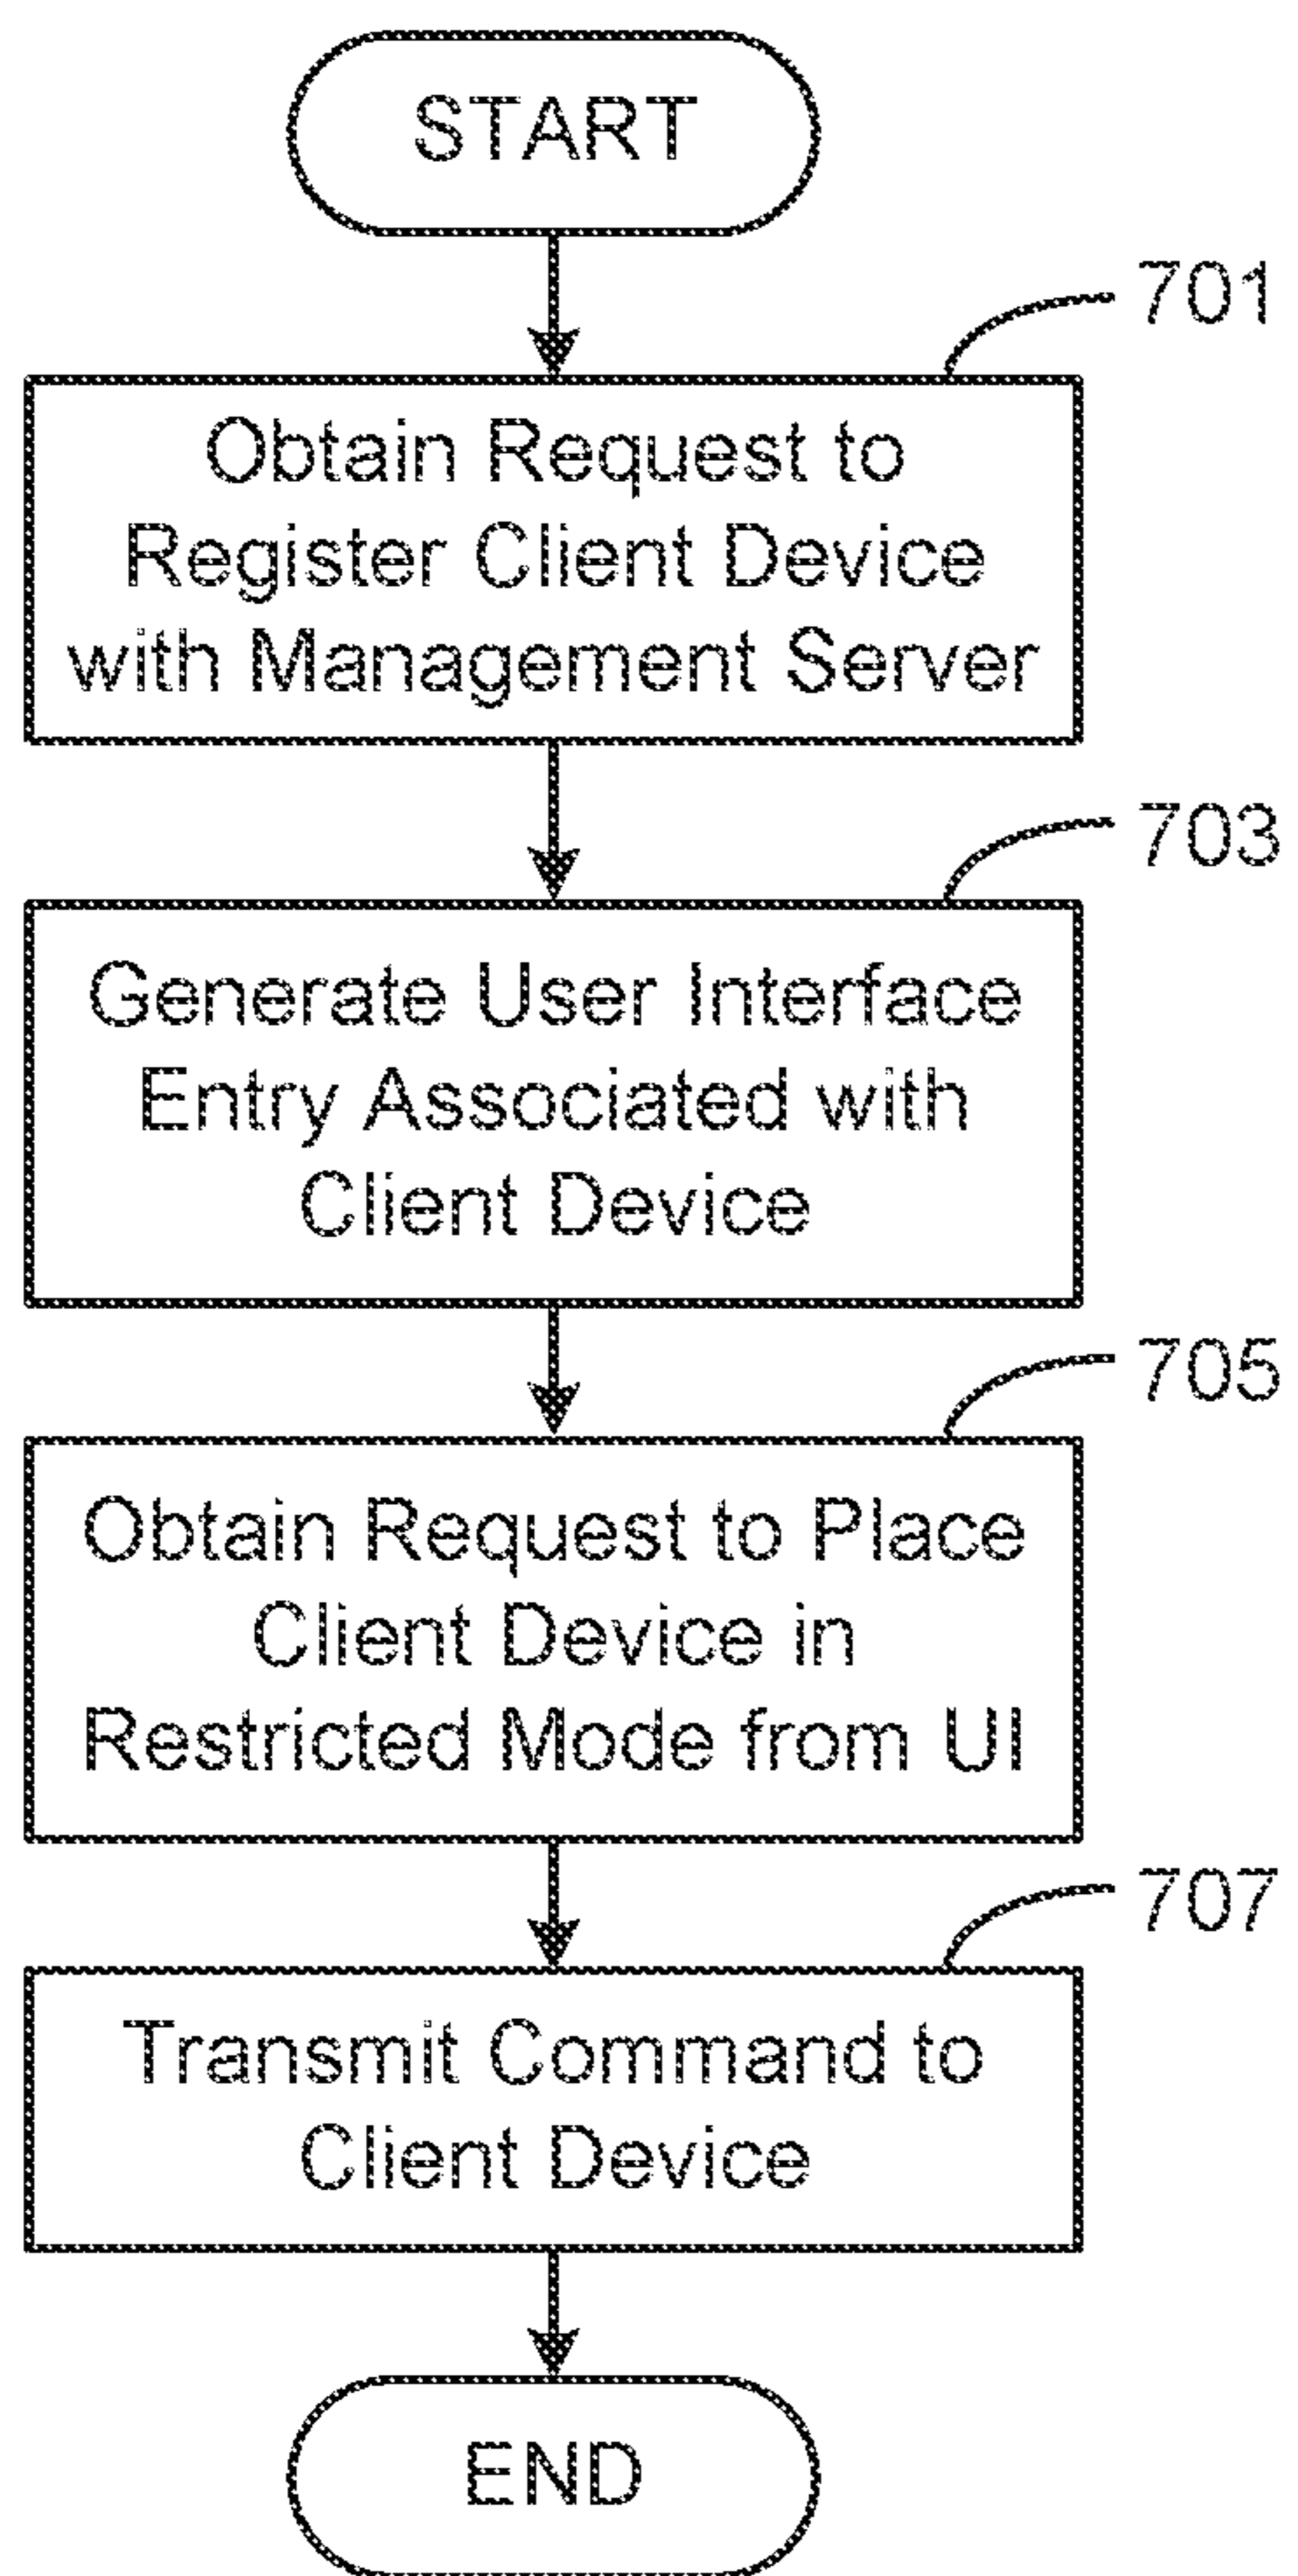 START
701
Obtain Request to
Register Client Device
with Management Server
703
Generate User Interface
Entry Associated with
Client Device
705
Obtain Request to Place
Client Device in
Restricted Mode from UI
707
Transmit Command to
Client Device
END